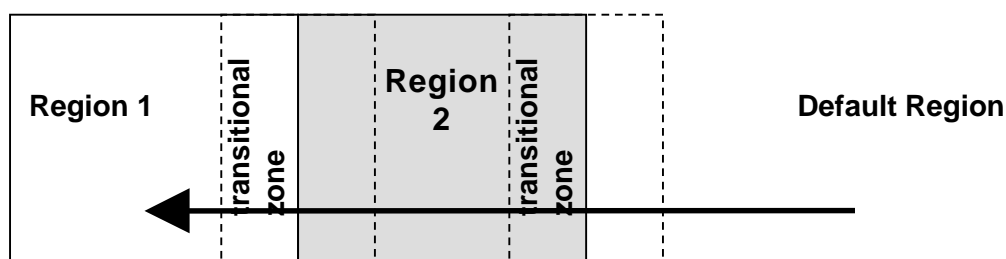 Region 1
transitional
zone
Region
2
transitional
zone
Default Region